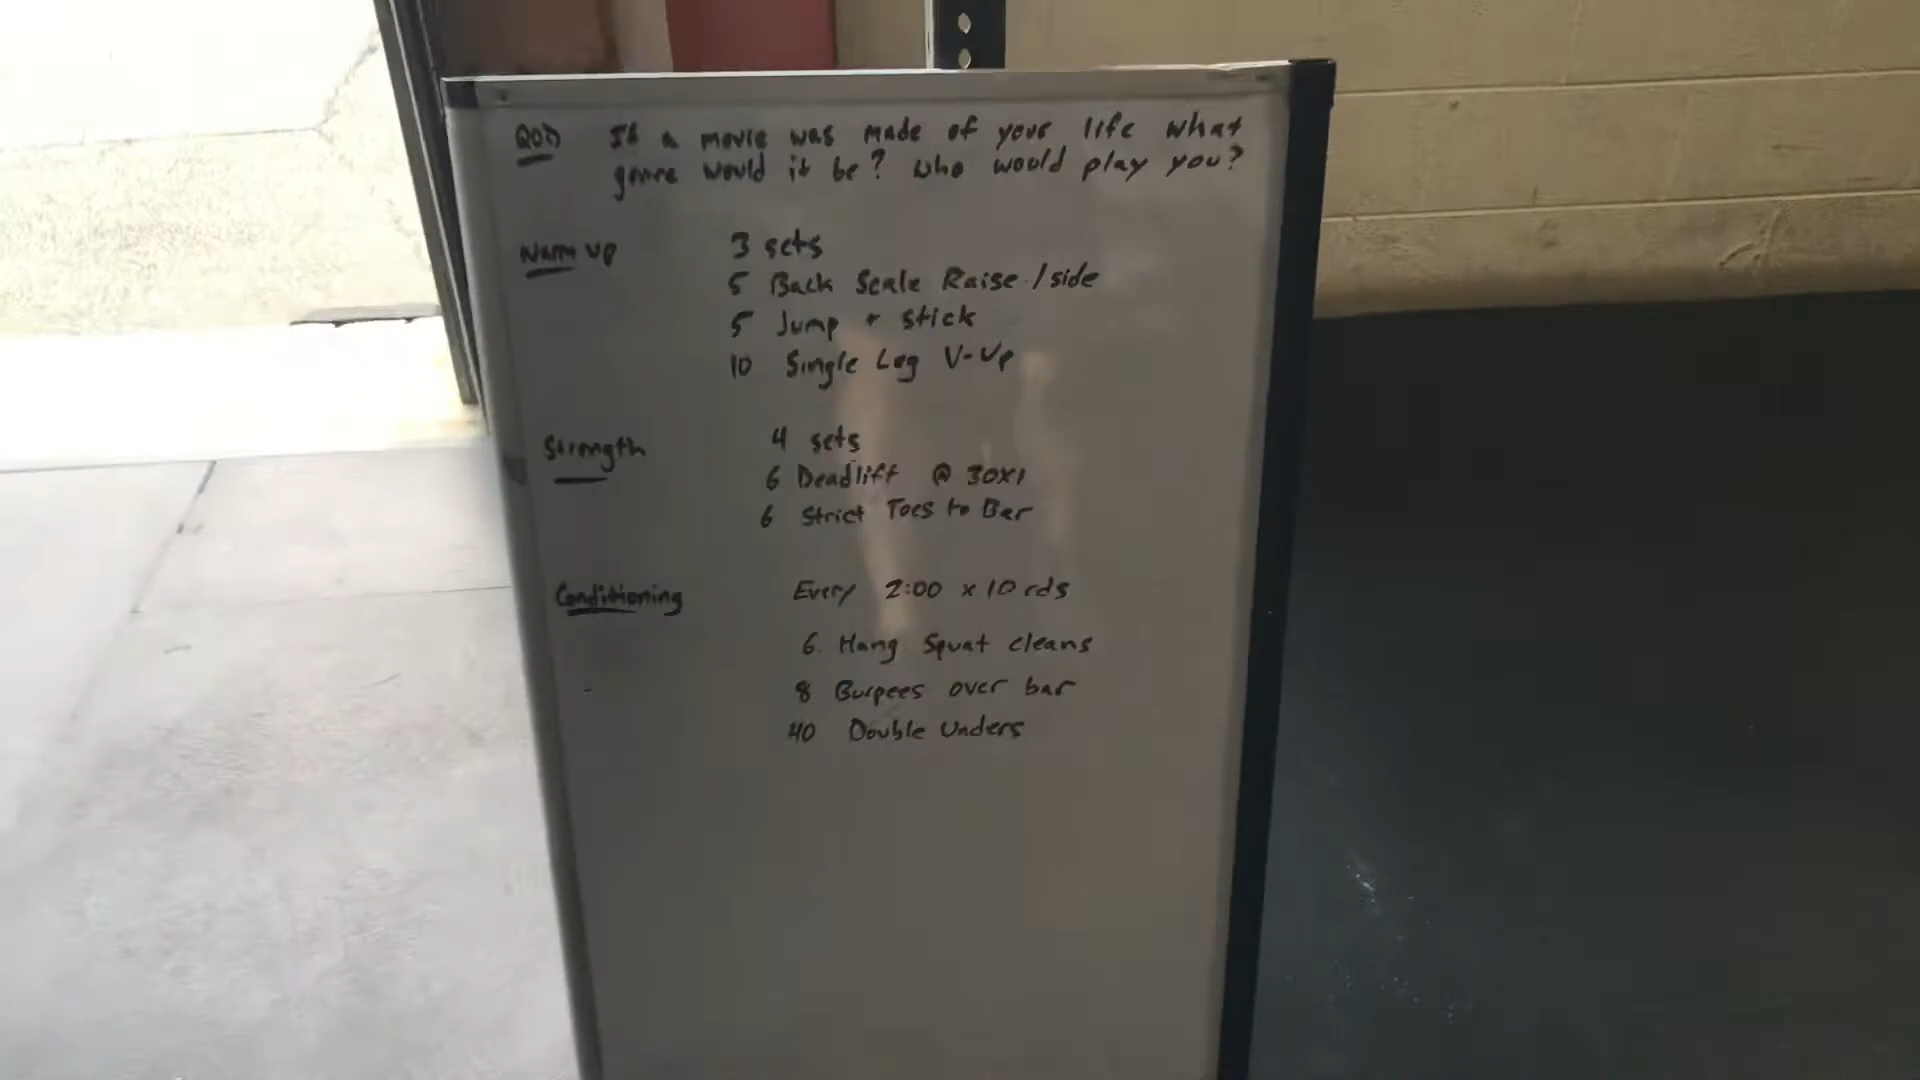 QOD If a movie was made of your life what
genre would it be? who would play you?
Warm up 3 sets
5 Back Scale Raise /side
5 Jump + stick
10 Single Leg V-Up
Strength 4 sets
6 Deadlift @ 30X1
6 Strict Toes to Bar
Conditioning Every 2:00 x 10 rds
6 Hang Squat cleans
8 Burpees over bar
40 Double Unders